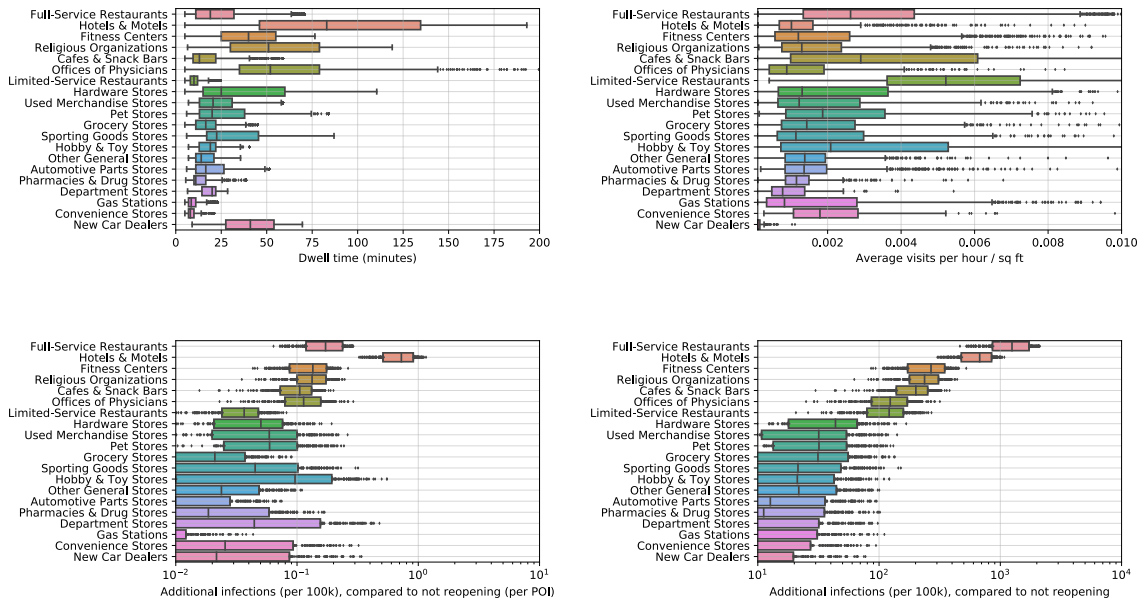 Full-Service Restaurants
Hotels & Motels
Fitness Centers
Religious Organizations
Cafes & Snack Bars
Offices of Physicians
Limited-Service Restaurants
Hardware Stores
Used Merchandise Stores
Pet Stores
Grocery Stores
Sporting Goods Stores
Hobby & Toy Stores
Other General Stores
Automotive Parts Stores
Pharmacies & Drug Stores
Department Stores
Gas Stations
Convenience Stores
New Car Dealers
0 25 50 75 100 125 150 175 200
Dwell time (minutes)
Full-Service Restaurants
Hotels & Motels
Fitness Centers
Religious Organizations
Cafes & Snack Bars
Offices of Physicians
Limited-Service Restaurants
Hardware Stores
Used Merchandise Stores
Pet Stores
Grocery Stores
Sporting Goods Stores
Hobby & Toy Stores
Other General Stores
Automotive Parts Stores
Pharmacies & Drug Stores
Department Stores
Gas Stations
Convenience Stores
New Car Dealers
0.002 0.004 0.006 0.008 0.010
Average visits per hour / sq ft
Full-Service Restaurants
Hotels & Motels
Fitness Centers
Religious Organizations
Cafes & Snack Bars
Offices of Physicians
Limited-Service Restaurants
Hardware Stores
Used Merchandise Stores
Pet Stores
Grocery Stores
Sporting Goods Stores
Hobby & Toy Stores
Other General Stores
Automotive Parts Stores
Pharmacies & Drug Stores
Department Stores
Gas Stations
Convenience Stores
New Car Dealers
10⁻² 10⁻¹ 10⁰ 10¹
Additional infections (per 100k), compared to not reopening (per POI)
Full-Service Restaurants
Hotels & Motels
Fitness Centers
Religious Organizations
Cafes & Snack Bars
Offices of Physicians
Limited-Service Restaurants
Hardware Stores
Used Merchandise Stores
Pet Stores
Grocery Stores
Sporting Goods Stores
Hobby & Toy Stores
Other General Stores
Automotive Parts Stores
Pharmacies & Drug Stores
Department Stores
Gas Stations
Convenience Stores
New Car Dealers
10¹ 10² 10³ 10⁴
Additional infections (per 100k), compared to not reopening